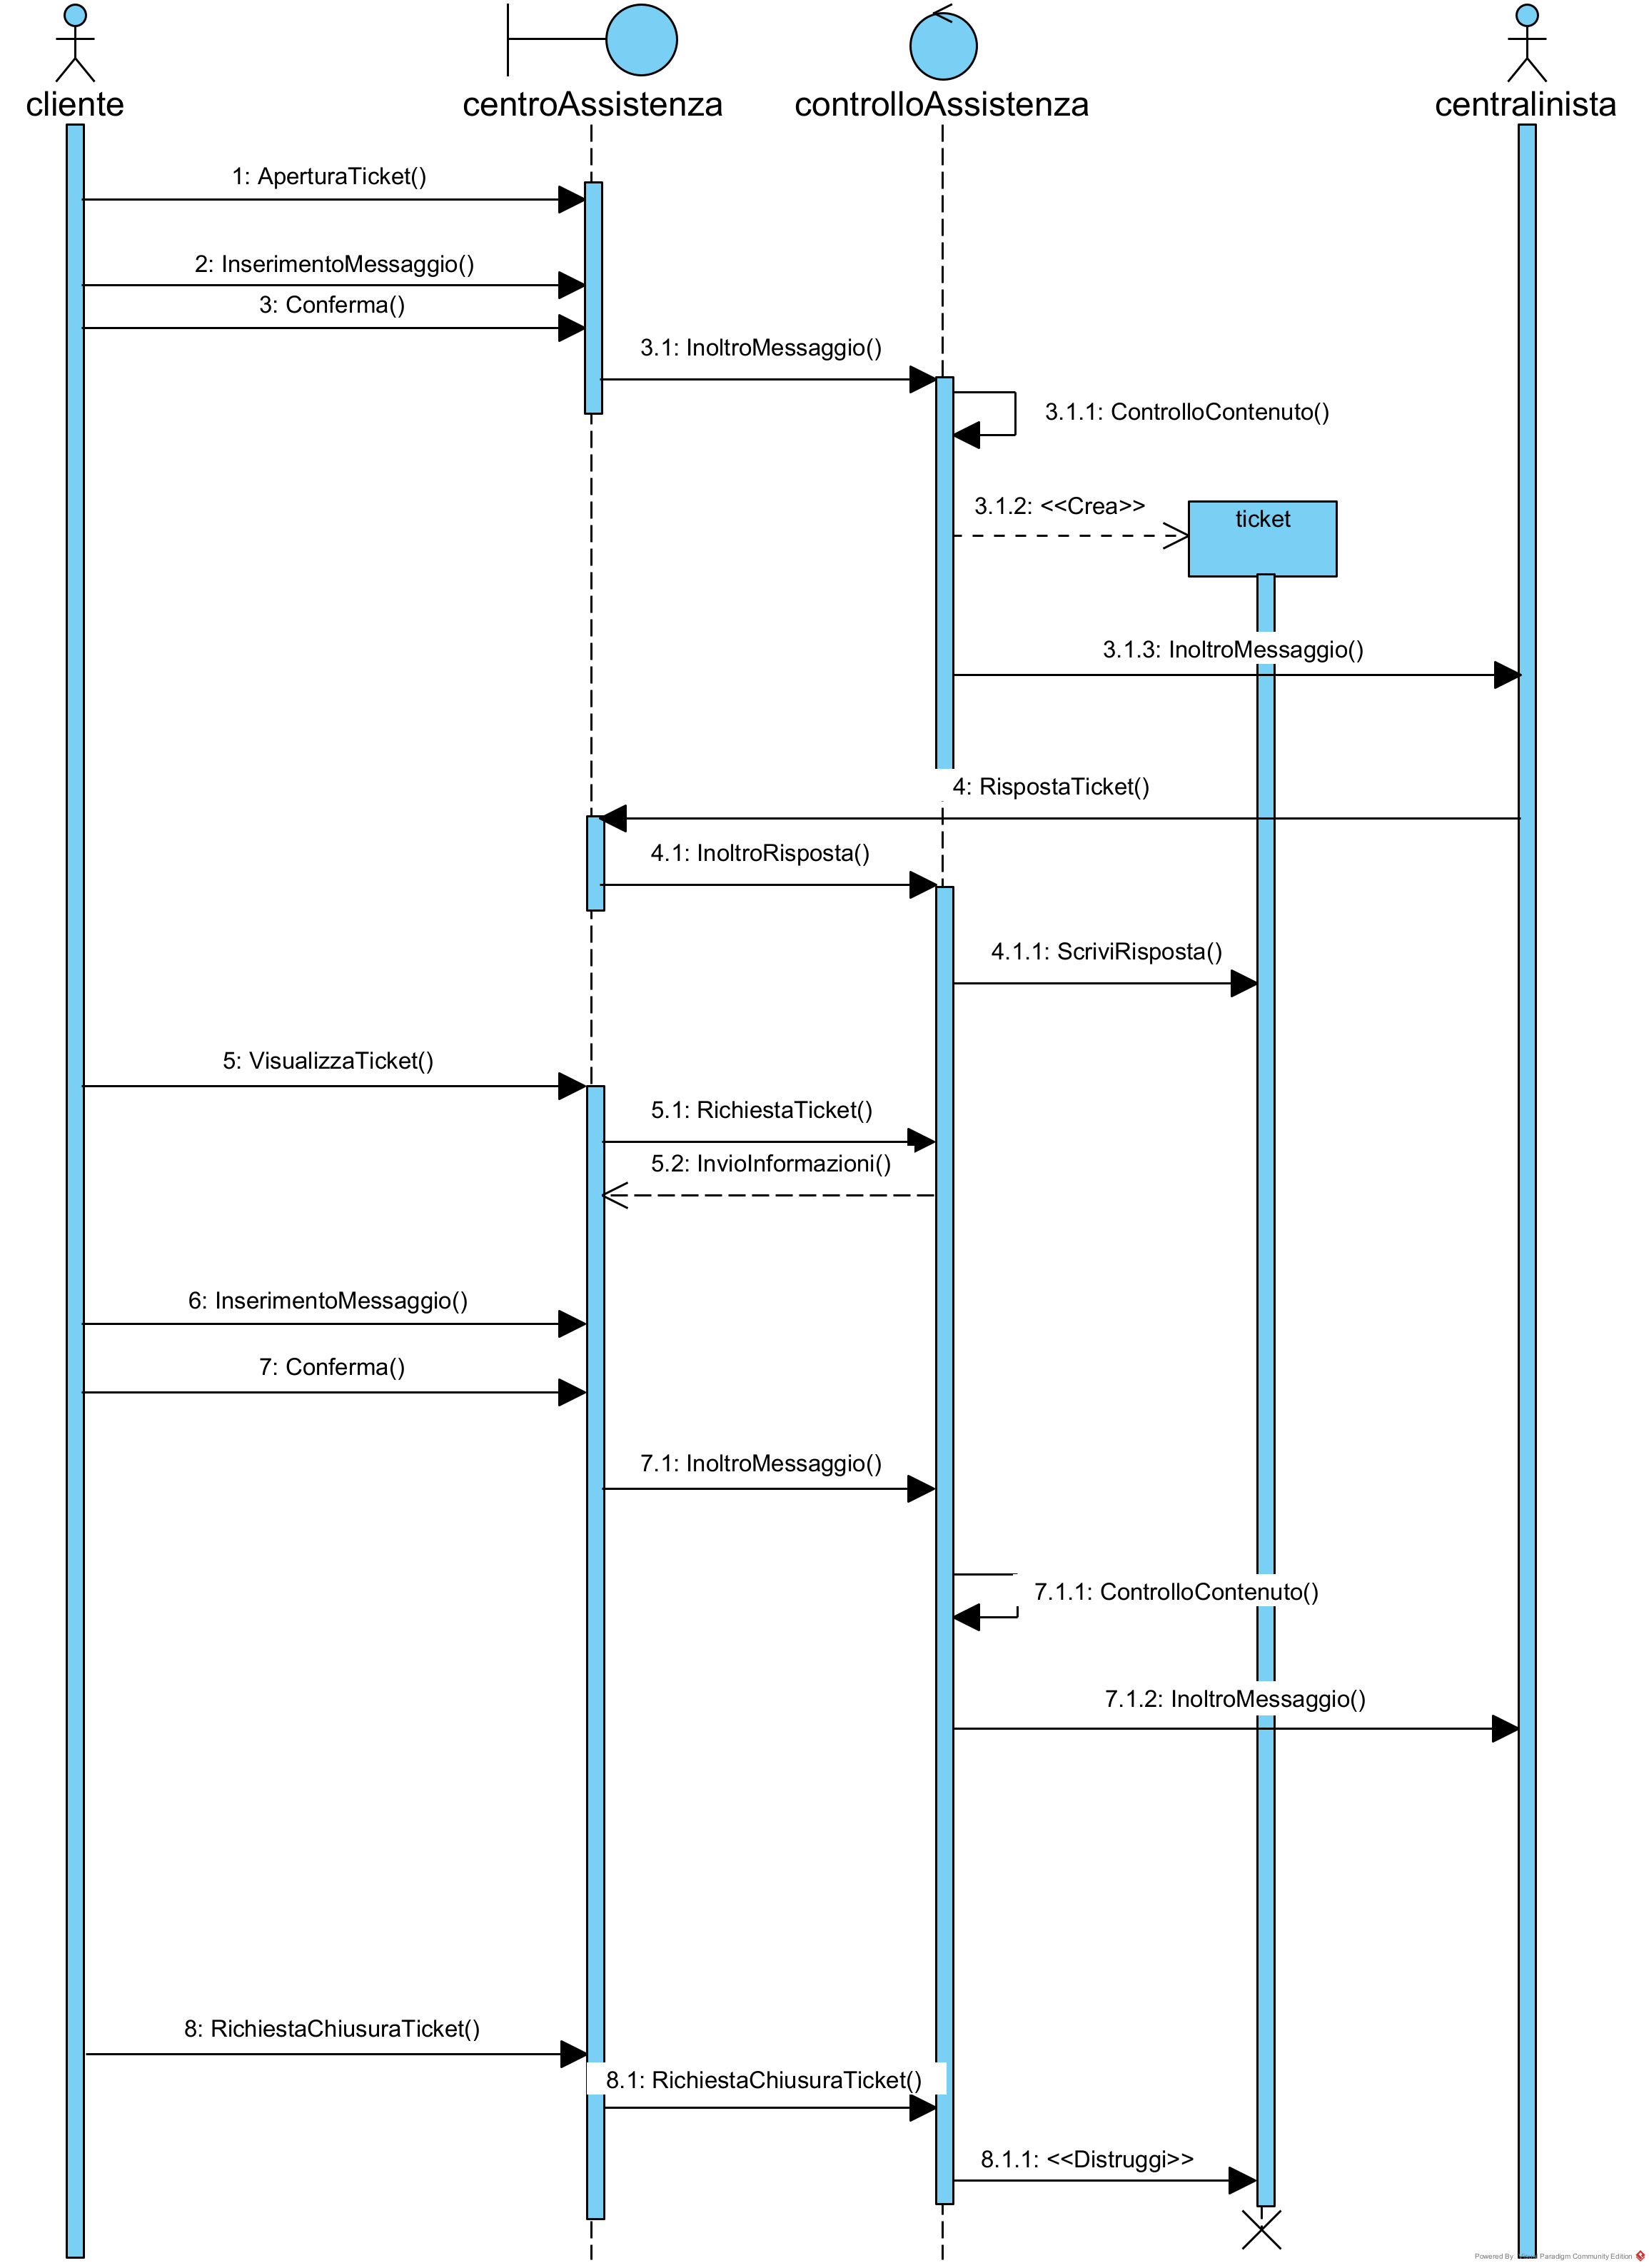 cliente
centroAssistenza
controlloAssistenza
centralinista
1: AperturaTicket()
2: InserimentoMessaggio()
3: Conferma()
3.1: InoltroMessaggio()
3.1.1: ControlloContenuto()
3.1.2: <<Crea>>
ticket
3.1.3: InoltroMessaggio()
4: RispostaTicket()
4.1: InoltroRisposta()
4.1.1: ScriviRisposta()
5: VisualizzaTicket()
5.1: RichiestaTicket()
5.2: InvioInformazioni()
6: InserimentoMessaggio()
7: Conferma()
7.1: InoltroMessaggio()
7.1.1: ControlloContenuto()
7.1.2: InoltroMessaggio()
8: RichiestaChiusuraTicket()
8.1: RichiestaChiusuraTicket()
8.1.1: <<Distruggi>>
Powered By Paradigm Community Edition